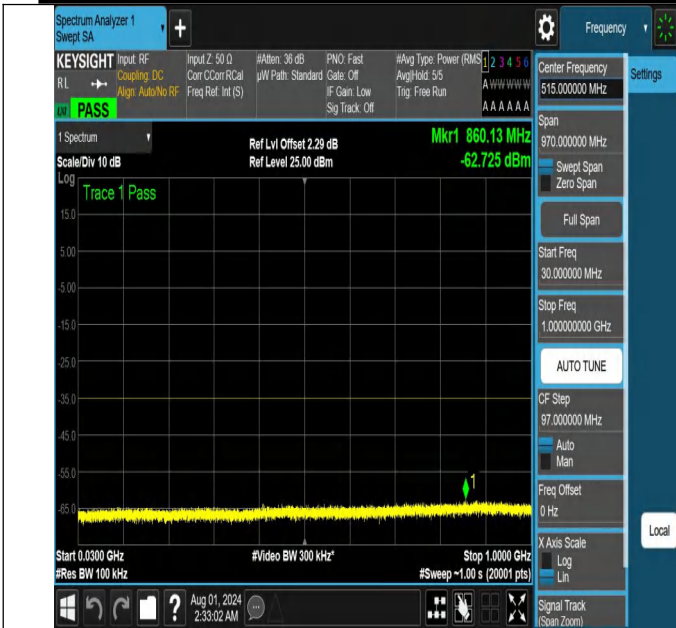 Spectrum Analyzer 1
Swept SA
+
Frequency
KEYSIGHT
RL
PASS
Input: RF
Coupling: DC
Align: Auto/No RF
Input Z: 50 Ω
Corr CCorr RCal
Freq Ref: Int (S)
#Atten: 36 dB
µW Path: Standard
PNO: Fast
Gate: Off
IF Gain: Low
Sig Track: Off
#Avg Type: Power (RMS
Avg|Hold: 5/5
Trig: Free Run
1 2 3 4 5 6
A W W W W W
A A A A A A
1 Spectrum
Scale/Div 10 dB
Ref Lvl Offset 2.29 dB
Ref Level 25.00 dBm
Mkr1 860.13 MHz
-62.725 dBm
Log
Trace 1 Pass
15.0
5.00
-5.00
-15.0
-25.0
-35.0
-45.0
-55.0
-65.0
1
Start 0.0300 GHz
#Res BW 100 kHz
#Video BW 300 kHz*
Stop 1.0000 GHz
#Sweep ~1.00 s (20001 pts)
Center Frequency
515.000000 MHz
Settings
Span
970.000000 MHz
Swept Span
Zero Span
Full Span
Start Freq
30.000000 MHz
Stop Freq
1.000000000 GHz
AUTO TUNE
CF Step
97.000000 MHz
Auto
Man
Freq Offset
0 Hz
X Axis Scale
Log
Lin
Local
Signal Track
(Span Zoom)
?
Aug 01, 2024
2:33:02 AM